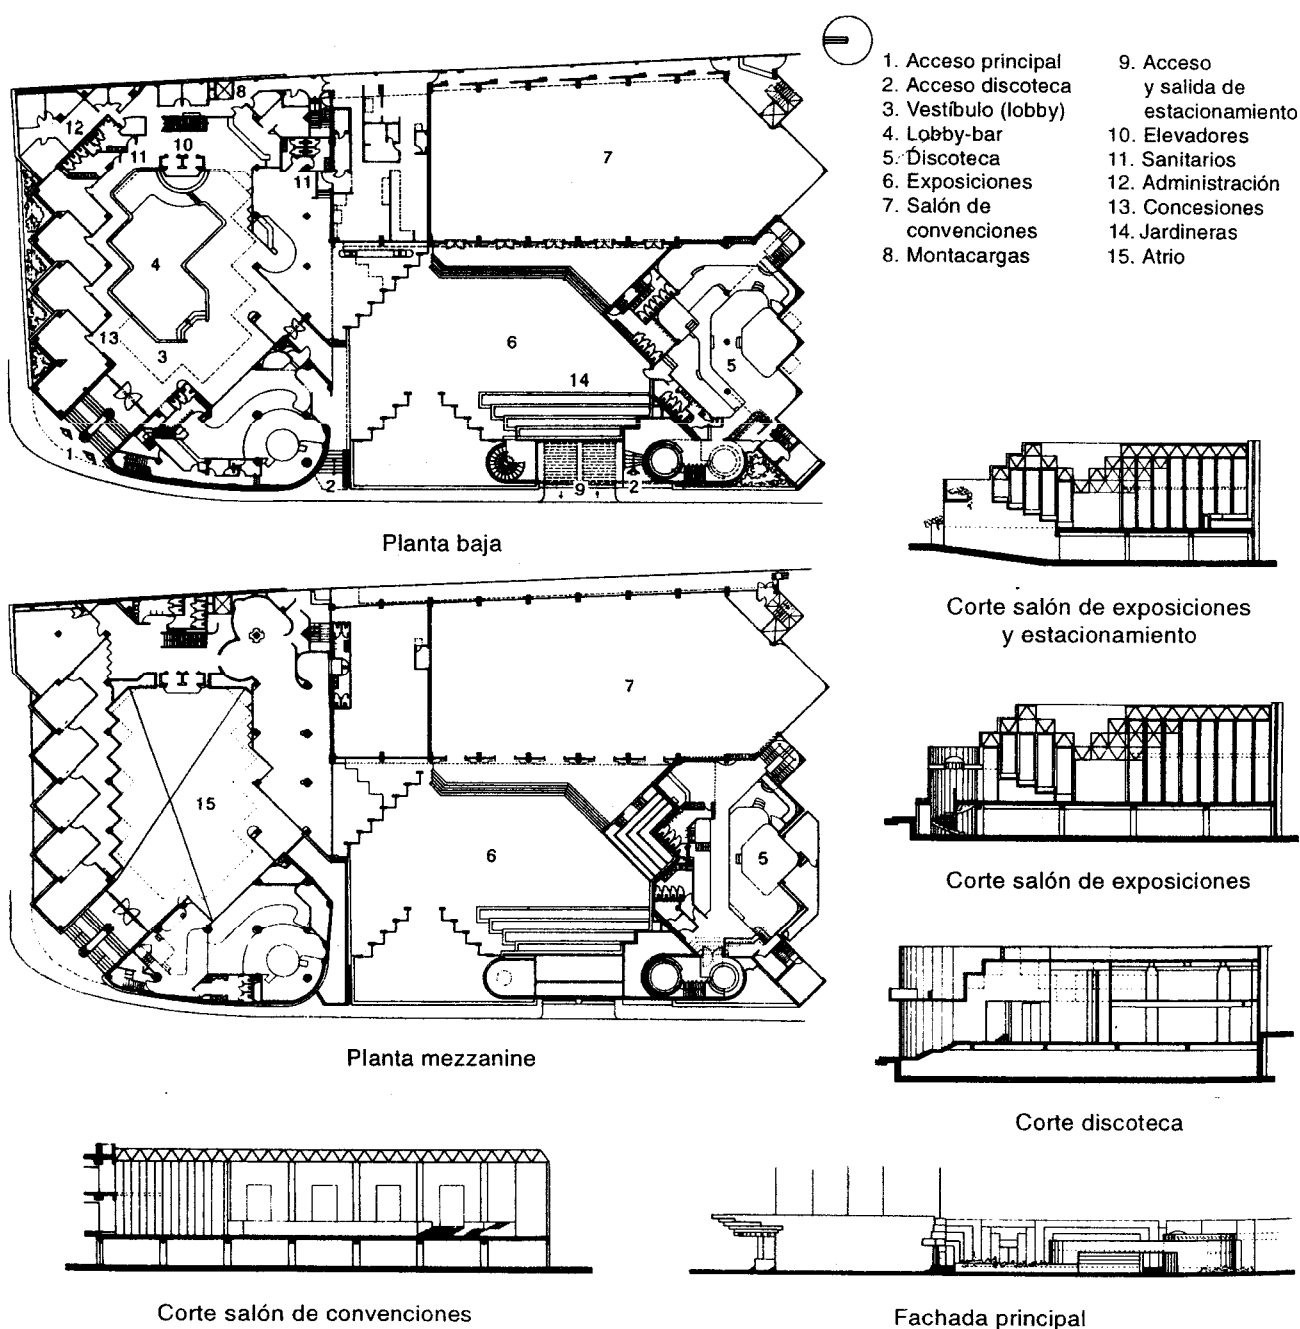 1. Acceso principal
2. Acceso discoteca
3. Vestíbulo (lobby)
4. Lobby-bar
5. Discoteca
6. Exposiciones
7. Salón de
convenciones
8. Montacargas
9. Acceso
y salida de
estacionamiento
10. Elevadores
11. Sanitarios
12. Administración
13. Concesiones
14. Jardineras
15. Atrio
8
12
10
11
11
7
4
13
3
6
14
5
1
2
9
2
Planta baja
7
15
6
5
Planta mezzanine
Corte salón de exposiciones
y estacionamiento
Corte salón de exposiciones
Corte discoteca
Corte salón de convenciones
Fachada principal